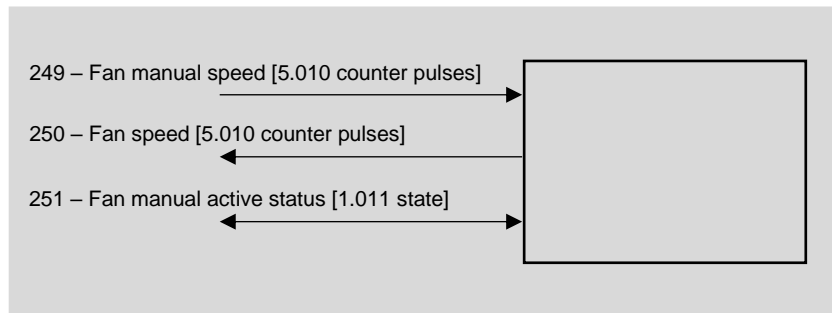 249 – Fan manual speed [5.010 counter pulses]
250 – Fan speed [5.010 counter pulses]
251 – Fan manual active status [1.011 state]